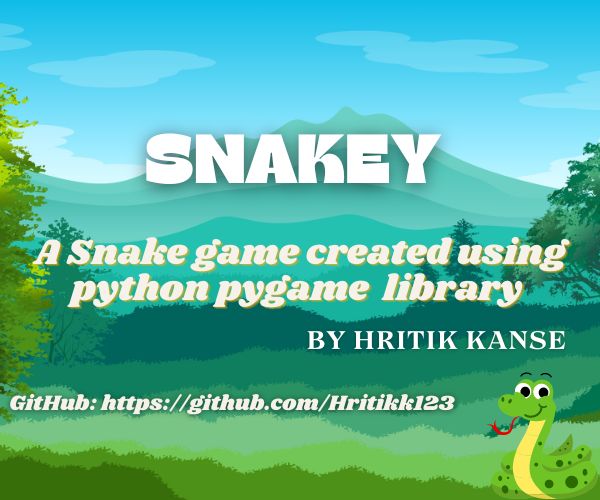 SNAKEY
A Snake game created using
python pygame library
BY HRITIK KANSE
GitHub: https://github.com/Hritikk123